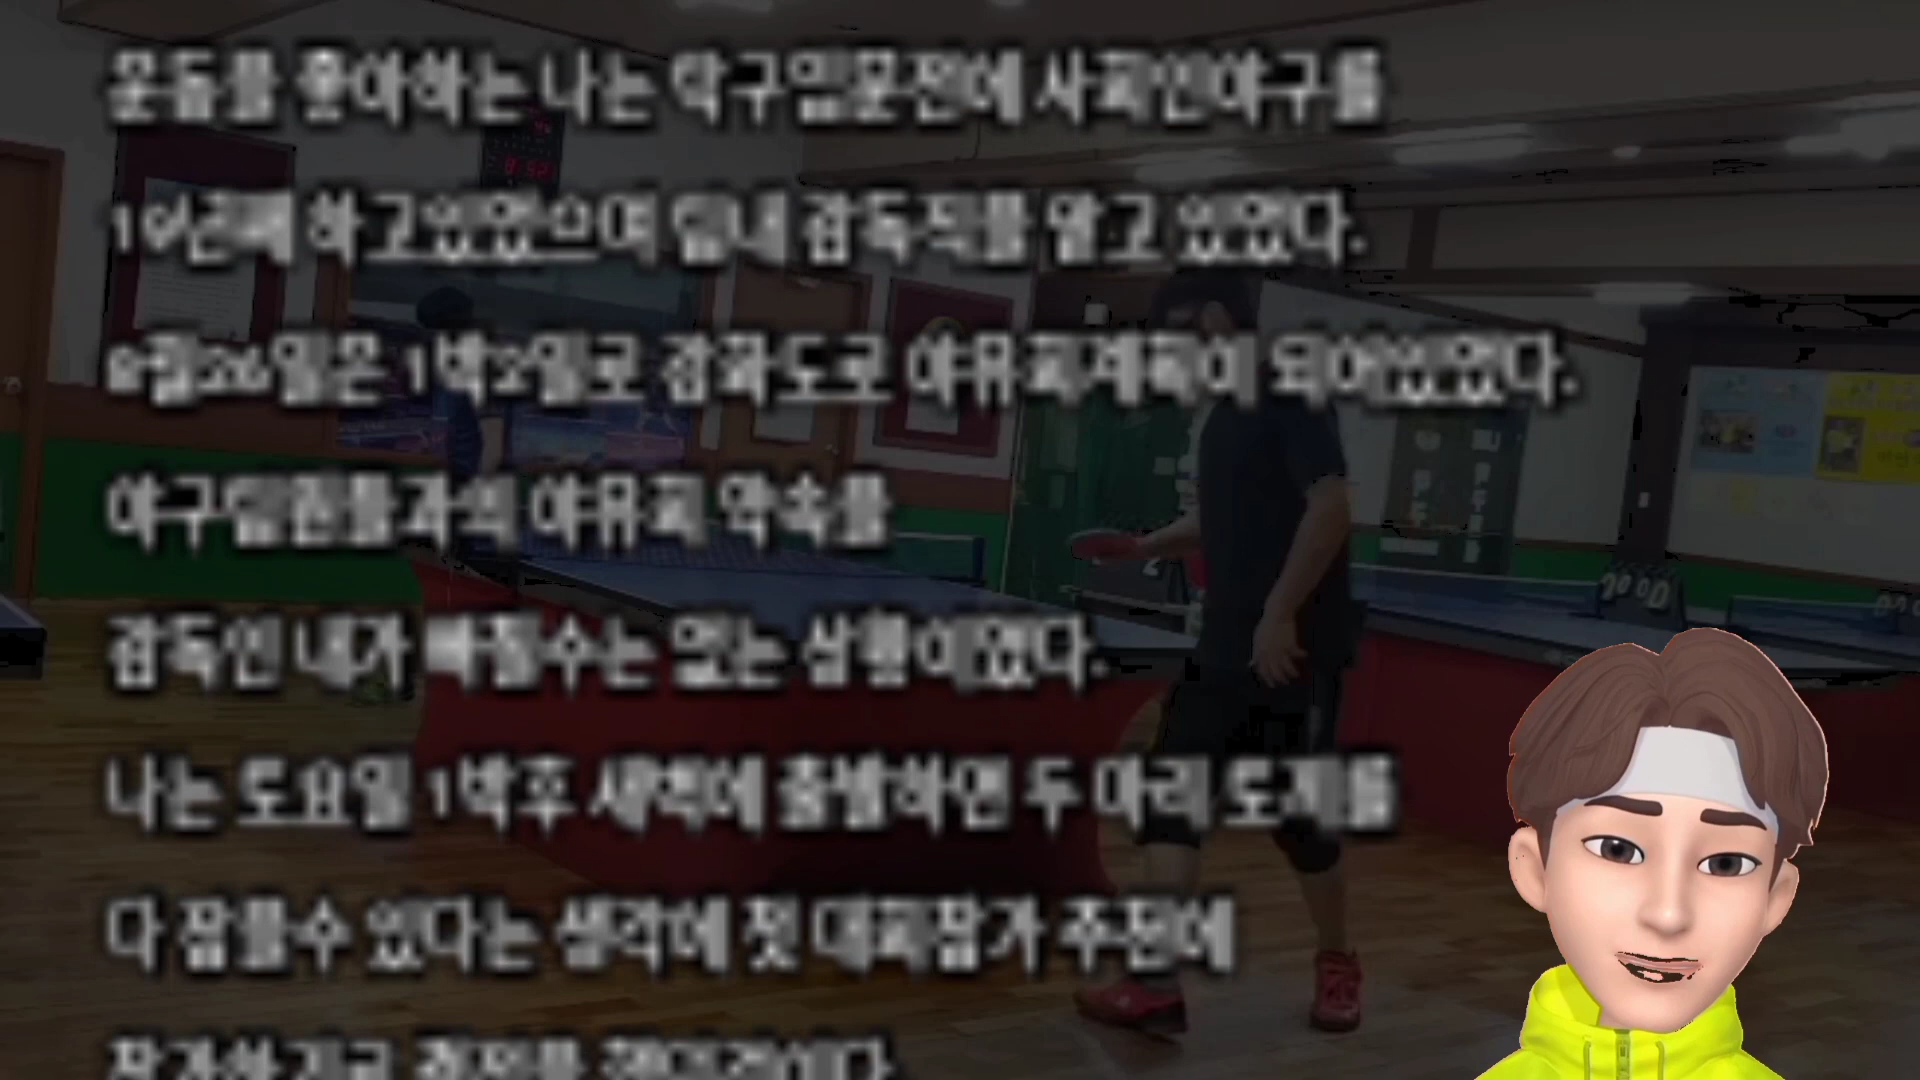 운동을 좋아하는 나는 탁구입문전에 사회인야구를
10년째 하고있었으며 팀내 감독직을 맡고 있었다.
8월26일은 1박2일로 강화도로 야유회계획이 되어있었다.
야구팀원들과의 야유회 약속을
감독인 내가 빠질수는 없는 상황이었다.
나는 토요일 1박후 새벽에 출발하면 두 마리 토끼를
다 잡을수 있다는 생각에 첫 대회참가 추진에